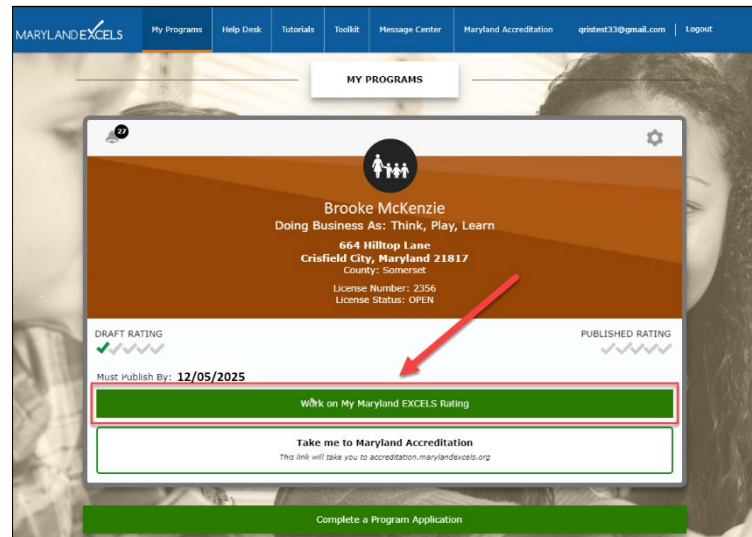 MARYLAND EXCELS
My Programs
Help Desk
Tutorials
Toolkit
Message Center
Maryland Accreditation
qristest33@gmail.com
Logout
MY PROGRAMS
27
Brooke McKenzie
Doing Business As: Think, Play, Learn
664 Hilltop Lane
Crisfield City, Maryland 21817
County: Somerset
License Number: 2356
License Status: OPEN
DRAFT RATING
PUBLISHED RATING
Must Publish By: 12/05/2025
Work on My Maryland EXCELS Rating
Take me to Maryland Accreditation
This link will take you to accreditation.marylandexcels.org
Complete a Program Application